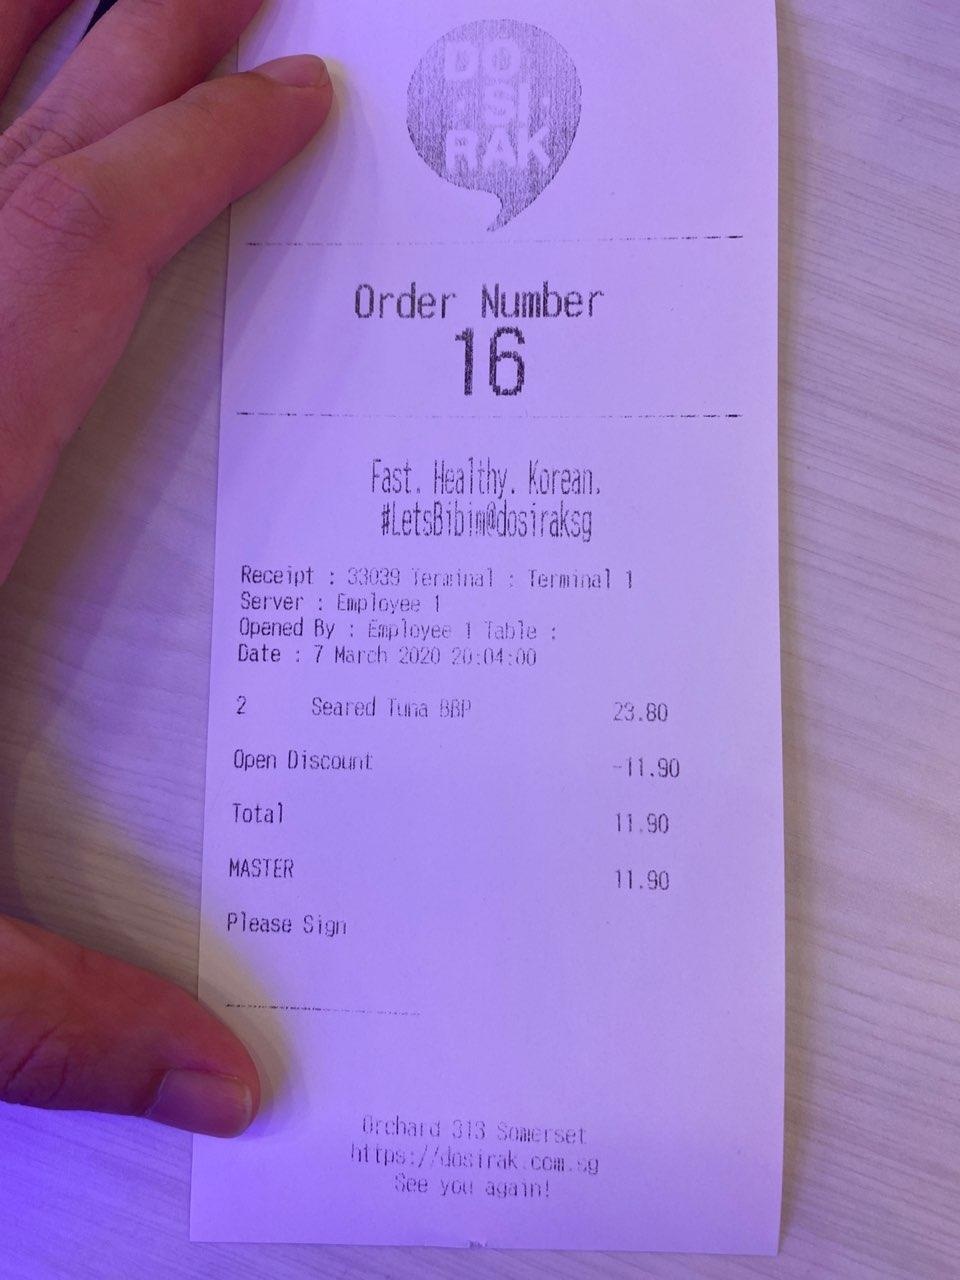 DO
SI
RAK
Order Number
16
Fast. Healthy. Korean.
#LetsBibim@dosiraksg
Receipt : 33039 Terminal : Terminal 1
Server : Employee 1
Opened By : Employee 1 Table :
Date : 7 March 2020 20:04:00
2 Seared Tuna BBP 23.80
Open Discount -11.90
Total 11.90
MASTER 11.90
Please Sign
Orchard 313 Somerset
https://dosirak.com.sg
See you again!